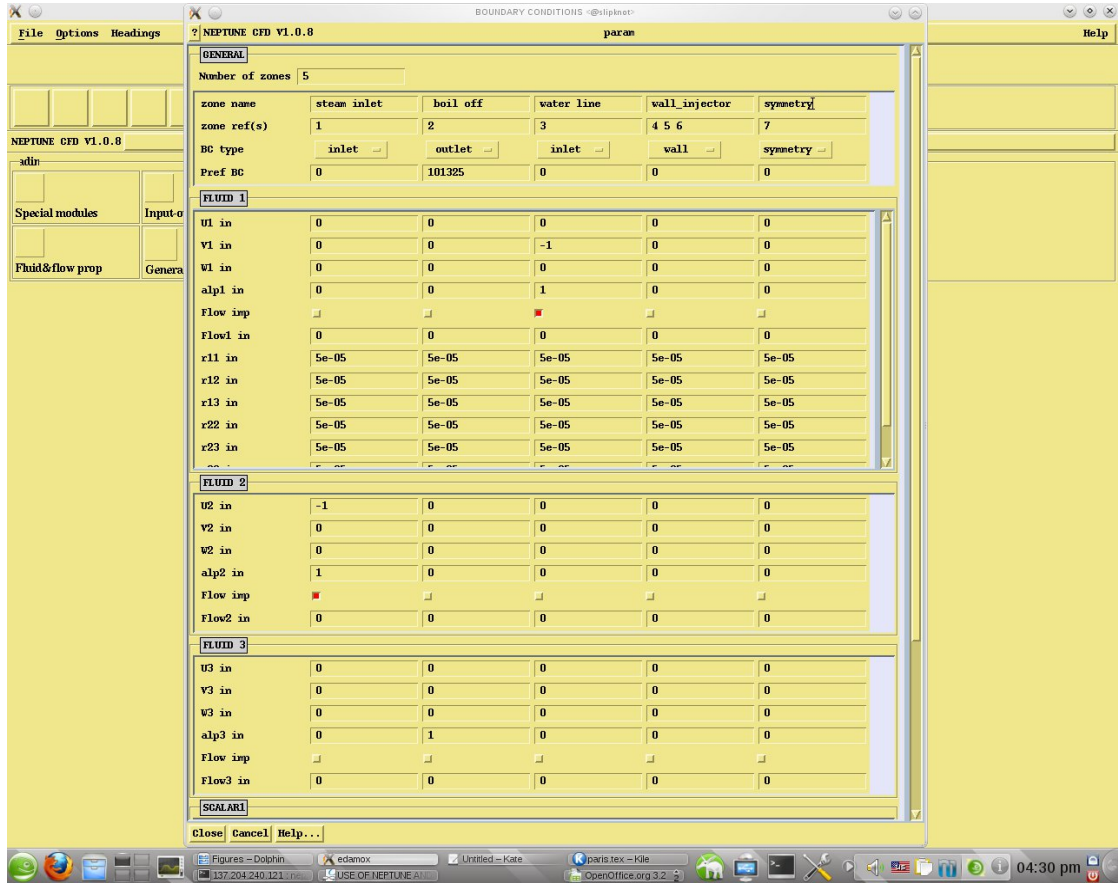 BOUNDARY CONDITIONS <@slipknot>
File Options Headings
Help
? NEPTUNE CFD V1.0.8 param
GENERAL
Number of zones 5
zone name steam inlet boil off water line wall_injector symmetry
zone ref(s) 1 2 3 4 5 6 7
BC type inlet outlet inlet wall symmetry
Pref BC 0 101325 0 0 0
NEPTUNE CFD V1.0.8
Special modules
Fluid&flow prop
FLUID 1
U1 in 0 0 0 0 0
V1 in 0 0 -1 0 0
W1 in 0 0 0 0 0
alp1 in 0 0 1 0 0
Flow imp
Flow1 in 0 0 0 0 0
r11 in 5e-05 5e-05 5e-05 5e-05 5e-05
r12 in 5e-05 5e-05 5e-05 5e-05 5e-05
r13 in 5e-05 5e-05 5e-05 5e-05 5e-05
r22 in 5e-05 5e-05 5e-05 5e-05 5e-05
r23 in 5e-05 5e-05 5e-05 5e-05 5e-05
FLUID 2
U2 in -1 0 0 0 0
V2 in 0 0 0 0 0
W2 in 0 0 0 0 0
alp2 in 1 0 0 0 0
Flow imp
Flow2 in 0 0 0 0 0
FLUID 3
U3 in 0 0 0 0 0
V3 in 0 0 0 0 0
W3 in 0 0 0 0 0
alp3 in 0 1 0 0 0
Flow imp
Flow3 in 0 0 0 0 0
SCALAR1
Close Cancel Help...
Figures – Dolphin edamox Untitled – Kate paris.tex – Kile
137.204.240.121 : USE OF NEPTUNE AND OpenOffice.org 3.2
04:30 pm